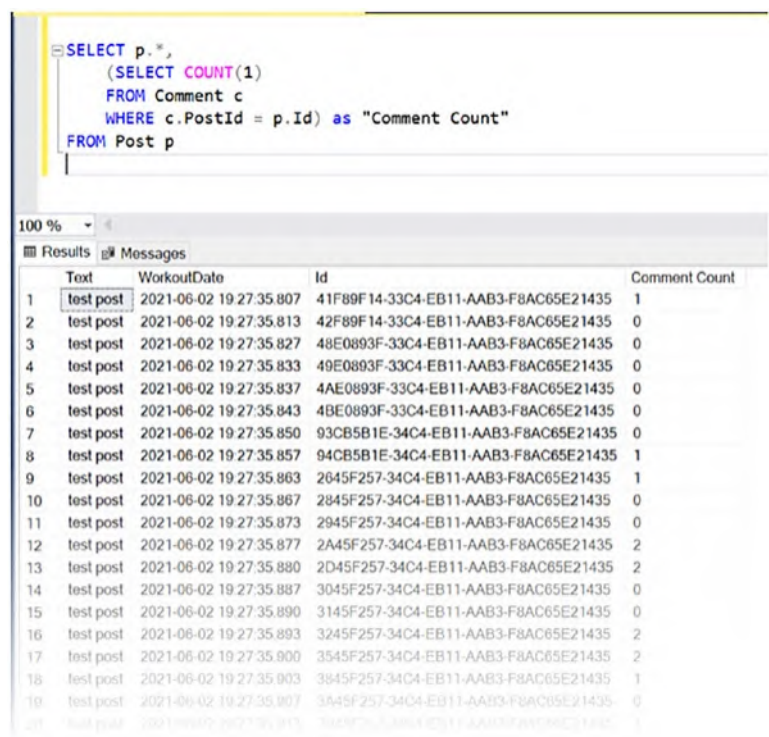 SELECT p.*,
(SELECT COUNT(1)
FROM Comment c
WHERE c.PostId = p.Id) as "Comment Count"
FROM Post p
100 %
Results Messages
Text WorkoutDate Id Comment Count
1 test post 2021-06-02 19:27:35.807 41F89F14-33C4-EB11-AAB3-F8AC65E21435 1
2 test post 2021-06-02 19:27:35.813 42F89F14-33C4-EB11-AAB3-F8AC65E21435 0
3 test post 2021-06-02 19:27:35.827 48E0893F-33C4-EB11-AAB3-F8AC65E21435 0
4 test post 2021-06-02 19:27:35.833 49E0893F-33C4-EB11-AAB3-F8AC65E21435 0
5 test post 2021-06-02 19:27:35.837 4AE0893F-33C4-EB11-AAB3-F8AC65E21435 0
6 test post 2021-06-02 19:27:35.843 4BE0893F-33C4-EB11-AAB3-F8AC65E21435 0
7 test post 2021-06-02 19:27:35.850 93CB5B1E-34C4-EB11-AAB3-F8AC65E21435 0
8 test post 2021-06-02 19:27:35.857 94CB5B1E-34C4-EB11-AAB3-F8AC65E21435 1
9 test post 2021-06-02 19:27:35.863 2645F257-34C4-EB11-AAB3-F8AC65E21435 1
10 test post 2021-06-02 19:27:35.867 2845F257-34C4-EB11-AAB3-F8AC65E21435 0
11 test post 2021-06-02 19:27:35.873 2945F257-34C4-EB11-AAB3-F8AC65E21435 0
12 test post 2021-06-02 19:27:35.877 2A45F257-34C4-EB11-AAB3-F8AC65E21435 2
13 test post 2021-06-02 19:27:35.880 2D45F257-34C4-EB11-AAB3-F8AC65E21435 2
14 test post 2021-06-02 19:27:35.887 3045F257-34C4-EB11-AAB3-F8AC65E21435 0
15 test post 2021-06-02 19:27:35.890 3145F257-34C4-EB11-AAB3-F8AC65E21435 0
16 test post 2021-06-02 19:27:35.893 3245F257-34C4-EB11-AAB3-F8AC65E21435 2
17 test post 2021-06-02 19:27:35.900 3545F257-34C4-EB11-AAB3-F8AC65E21435 2
18 test post 2021-06-02 19:27:35.903 3845F257-34C4-EB11-AAB3-F8AC65E21435 1
19 test post 2021-06-02 19:27:35.907 3A45F257-34C4-EB11-AAB3-F8AC65E21435 0